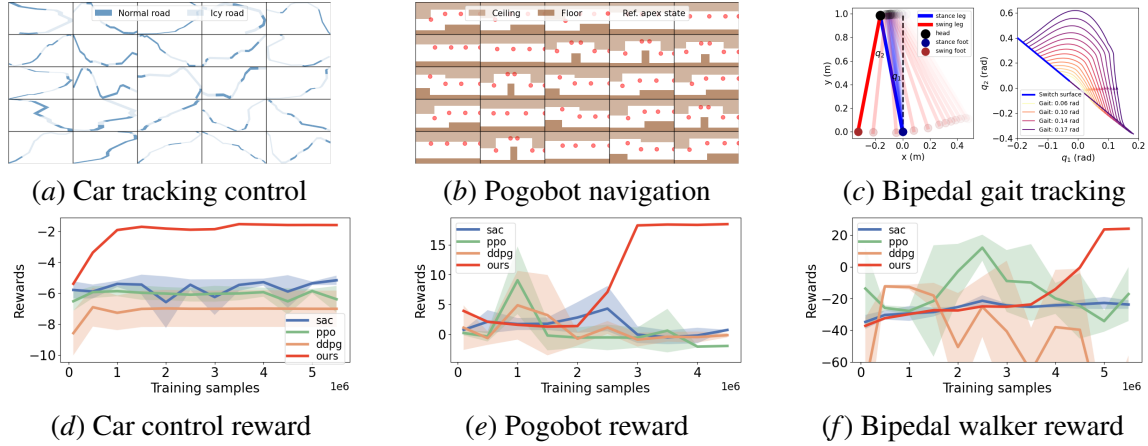 Normal road Icy road
Ceiling Floor Ref. apex state
stance leg
swing leg
head
stance foot
swing foot
q2
q1
y (m)
1.0
0.8
0.6
0.4
0.2
0.0
-0.2 0.0 0.2 0.4
x (m)
q2 (rad)
0.6
0.4
0.2
0.0
-0.2
-0.4
Switch surface
Gait: 0.06 rad
Gait: 0.10 rad
Gait: 0.14 rad
Gait: 0.17 rad
-0.2 -0.1 0.0 0.1 0.2
q1 (rad)
(a) Car tracking control
(b) Pogobot navigation
(c) Bipedal gait tracking
Rewards
−2
−4
−6
−8
−10
sac
ppo
ddpg
ours
0 1 2 3 4 5
1e6
Training samples
Rewards
15
10
5
0
sac
ppo
ddpg
ours
0 1 2 3 4
1e6
Training samples
Rewards
20
0
−20
−40
−60
sac
ppo
ddpg
ours
0 1 2 3 4 5
1e6
Training samples
(d) Car control reward
(e) Pogobot reward
(f) Bipedal walker reward